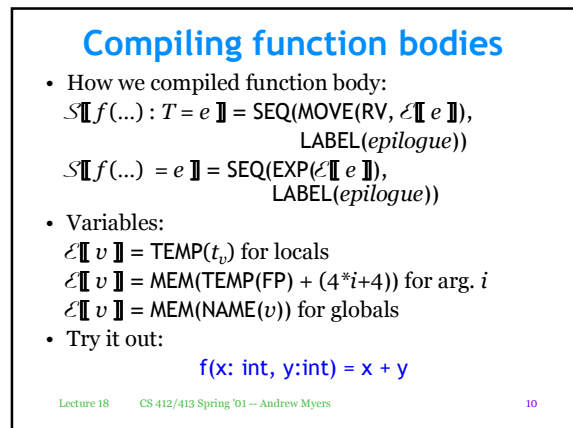 Compiling function bodies
• How we compiled function body:
𝒮⟦ f(...) : T = e ⟧ = SEQ(MOVE(RV, ℰ⟦ e ⟧),
LABEL(epilogue))
𝒮⟦ f(...) = e ⟧ = SEQ(EXP(ℰ⟦ e ⟧),
LABEL(epilogue))
• Variables:
ℰ⟦ v ⟧ = TEMP(tᵥ) for locals
ℰ⟦ v ⟧ = MEM(TEMP(FP) + (4*i+4)) for arg. i
ℰ⟦ v ⟧ = MEM(NAME(v)) for globals
• Try it out:
f(x: int, y:int) = x + y
Lecture 18 CS 412/413 Spring '01 -- Andrew Myers 10